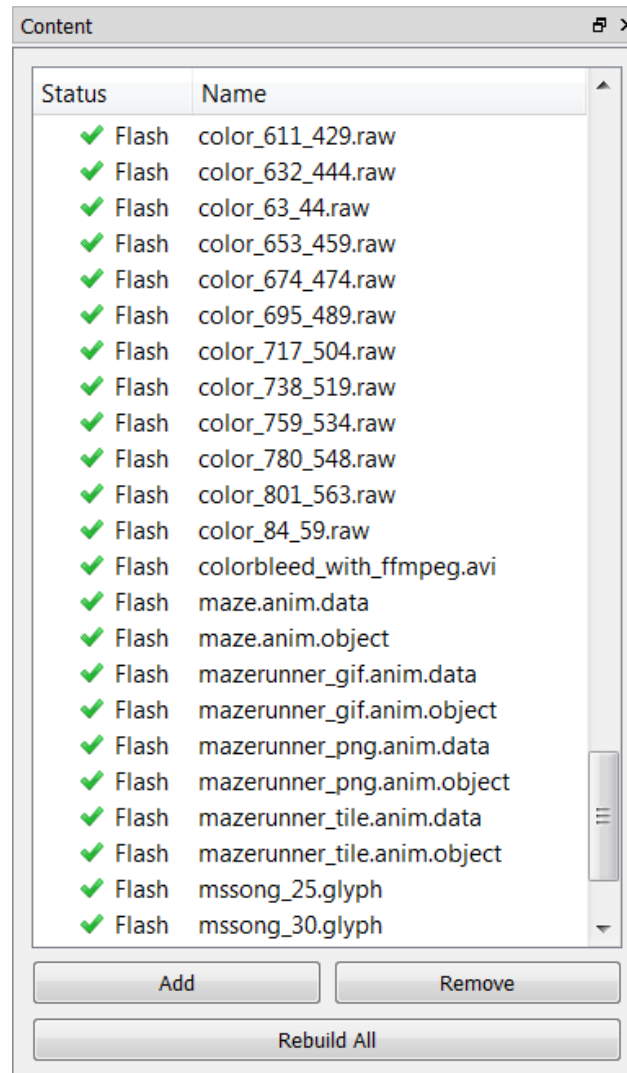 Content
Status Name
Flash color_611_429.raw
Flash color_632_444.raw
Flash color_63_44.raw
Flash color_653_459.raw
Flash color_674_474.raw
Flash color_695_489.raw
Flash color_717_504.raw
Flash color_738_519.raw
Flash color_759_534.raw
Flash color_780_548.raw
Flash color_801_563.raw
Flash color_84_59.raw
Flash colorbleed_with_ffmpeg.avi
Flash maze.anim.data
Flash maze.anim.object
Flash mazerunner_gif.anim.data
Flash mazerunner_gif.anim.object
Flash mazerunner_png.anim.data
Flash mazerunner_png.anim.object
Flash mazerunner_tile.anim.data
Flash mazerunner_tile.anim.object
Flash mssong_25.glyph
Flash mssong_30.glyph
Add Remove
Rebuild All